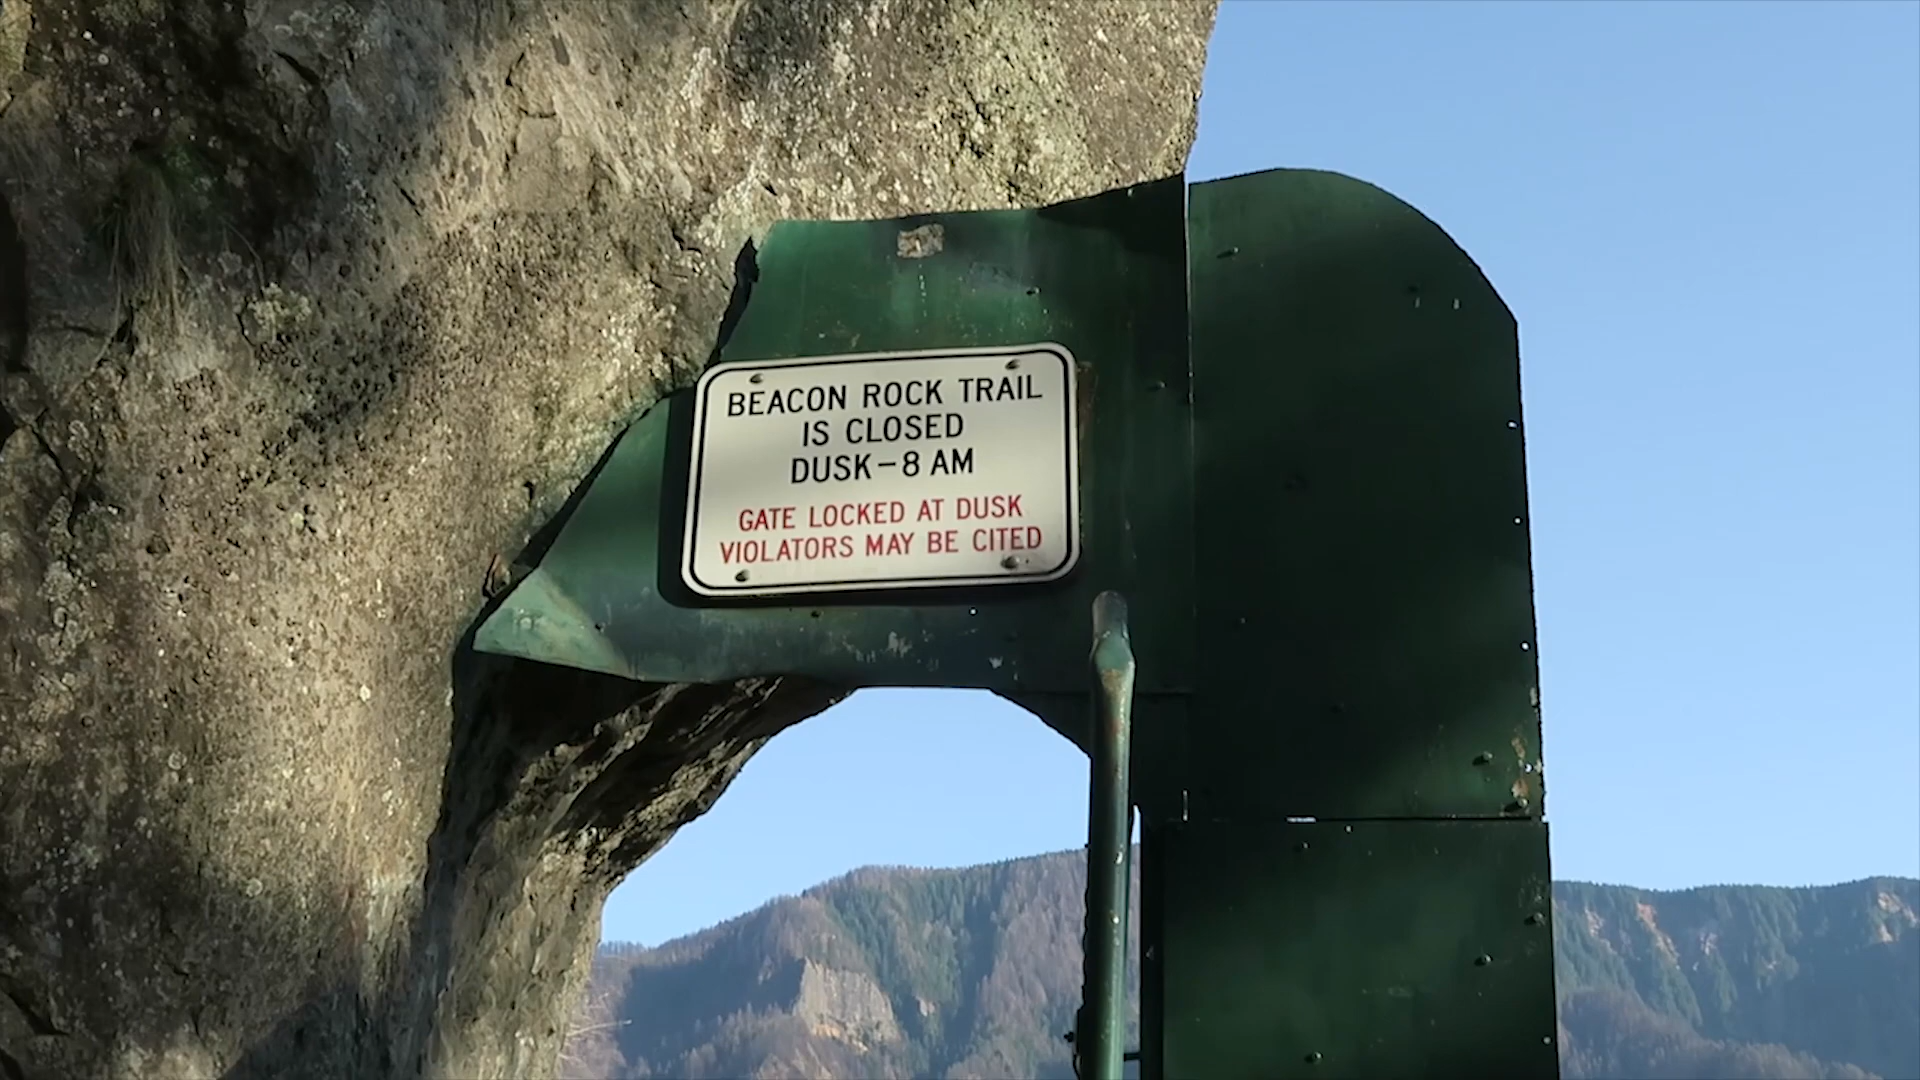 BEACON ROCK TRAIL
IS CLOSED
DUSK–8 AM
GATE LOCKED AT DUSK
VIOLATORS MAY BE CITED